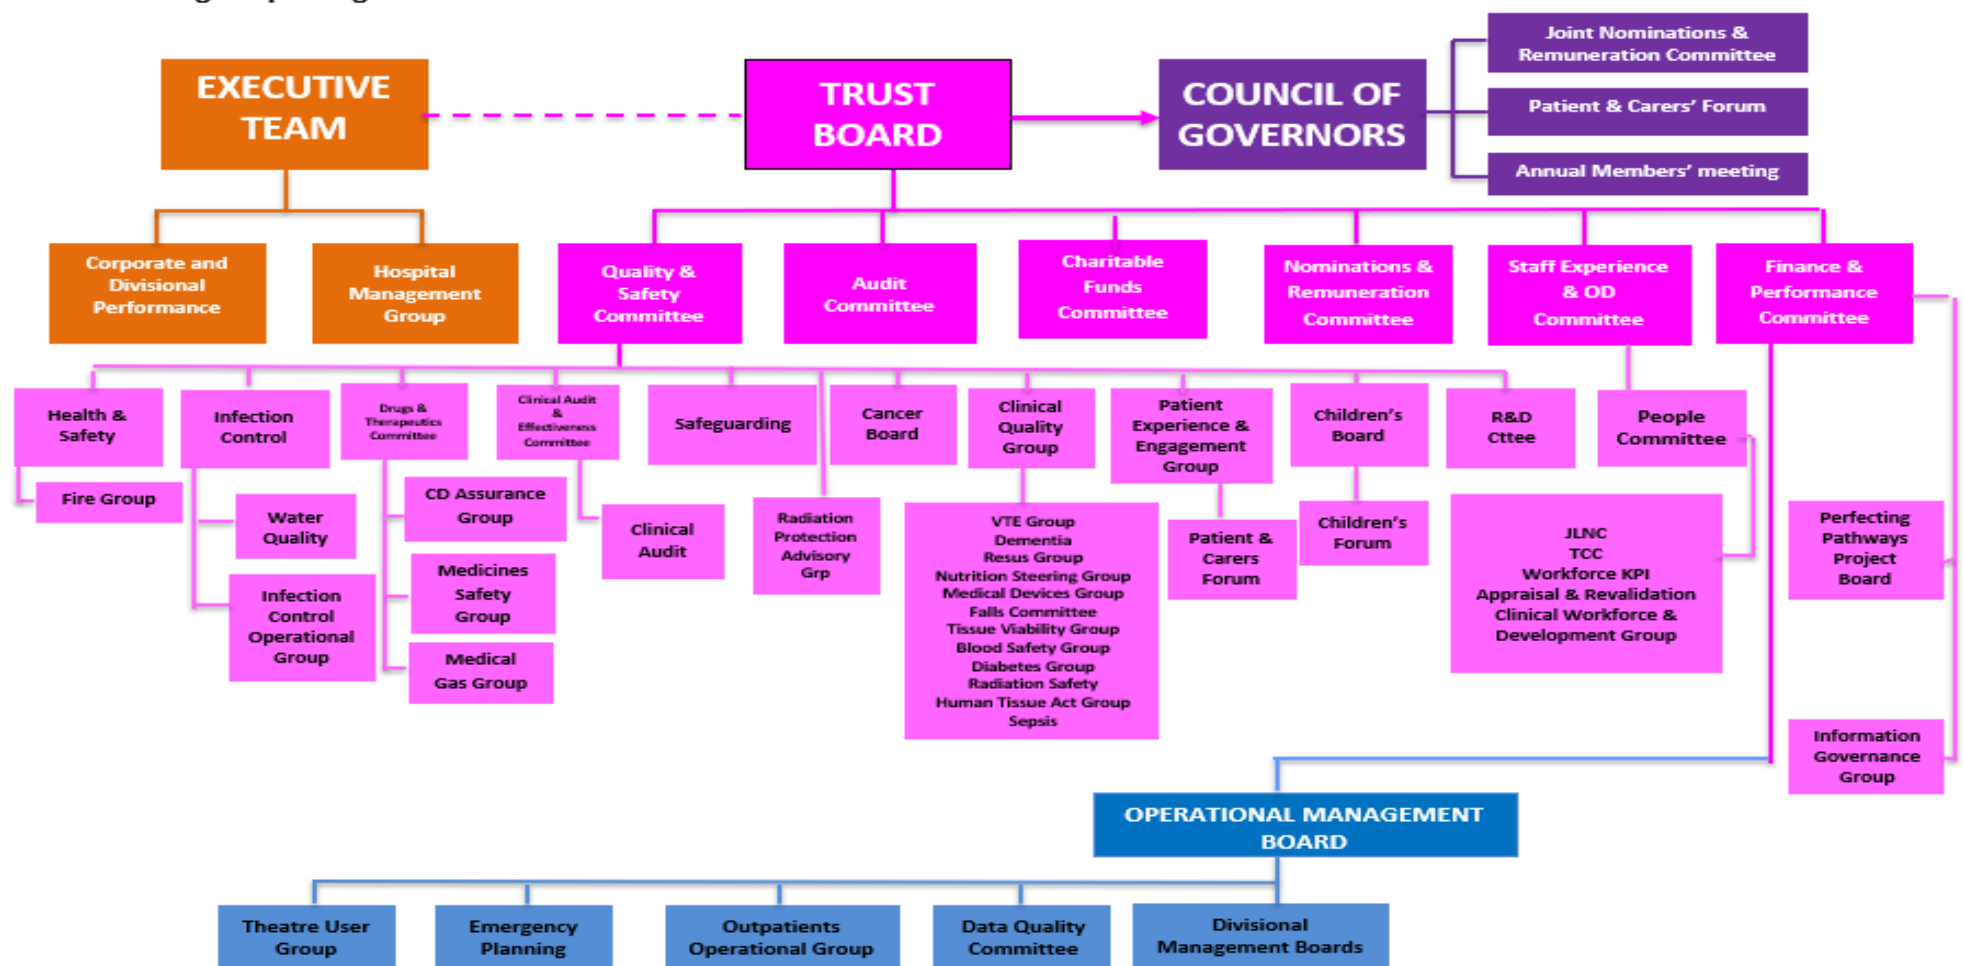 Joint Nominations &
Remuneration Committee
EXECUTIVE
TEAM
TRUST
BOARD
COUNCIL OF
GOVERNORS
Patient & Carers' Forum
Annual Members' meeting
Corporate and
Divisional
Performance
Hospital
Management
Group
Quality &
Safety
Committee
Audit
Committee
Charitable
Funds
Committee
Nominations &
Remuneration
Committee
Staff Experience
& OD
Committee
Finance &
Performance
Committee
Health &
Safety
Infection
Control
Drugs &
Therapeutics
Committee
Clinical Audit
&
Effectiveness
Committee
Safeguarding
Cancer
Board
Clinical
Quality
Group
Patient
Experience &
Engagement
Group
Children's
Board
R&D
Cttee
People
Committee
Fire Group
Water
Quality
Infection
Control
Operational
Group
CD Assurance
Group
Medicines
Safety
Group
Medical
Gas Group
Clinical
Audit
Radiation
Protection
Advisory
Grp
VTE Group
Dementia
Resus Group
Nutrition Steering Group
Medical Devices Group
Falls Committee
Tissue Viability Group
Blood Safety Group
Diabetes Group
Radiation Safety
Human Tissue Act Group
Sepsis
Patient &
Carers
Forum
Children's
Forum
JLNC
TCC
Workforce KPI
Appraisal & Revalidation
Clinical Workforce &
Development Group
Perfecting
Pathways
Project
Board
Information
Governance
Group
OPERATIONAL MANAGEMENT
BOARD
Theatre User
Group
Emergency
Planning
Outpatients
Operational Group
Data Quality
Committee
Divisional
Management Boards